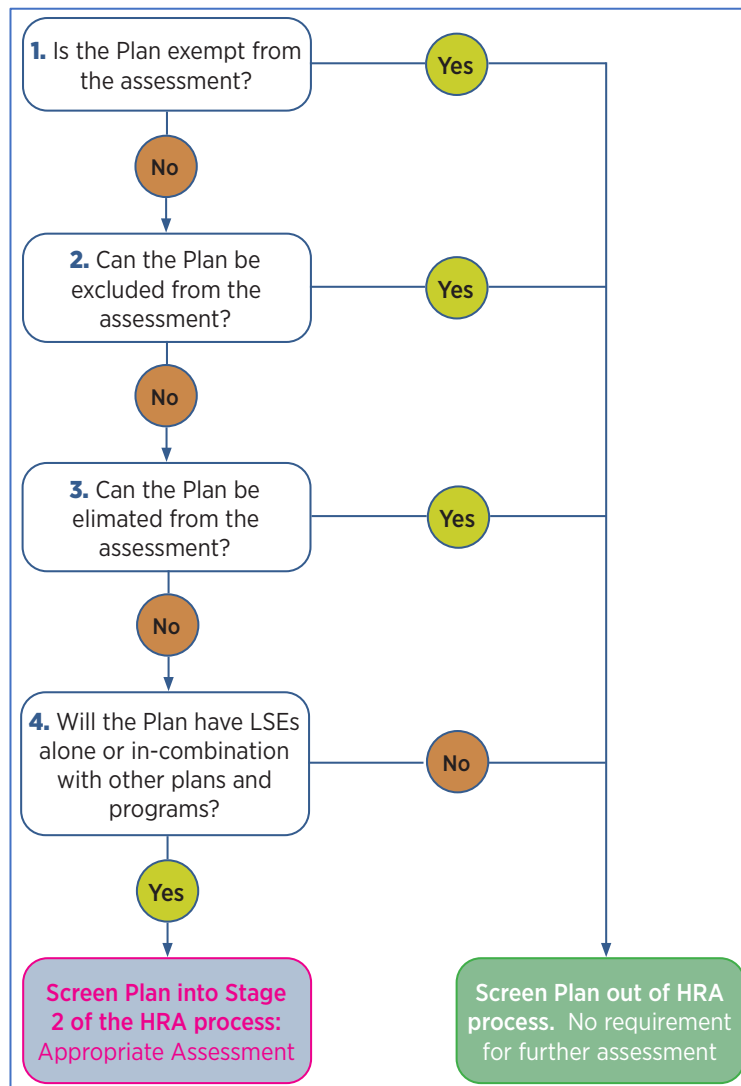 1. Is the Plan exempt from
the assessment?
Yes
No
2. Can the Plan be
excluded from the
assessment?
Yes
No
3. Can the Plan be
elimated from the
assessment?
Yes
No
4. Will the Plan have LSEs
alone or in-combination
with other plans and
programs?
No
Yes
Screen Plan into Stage
2 of the HRA process:
Appropriate Assessment
Screen Plan out of HRA
process. No requirement
for further assessment